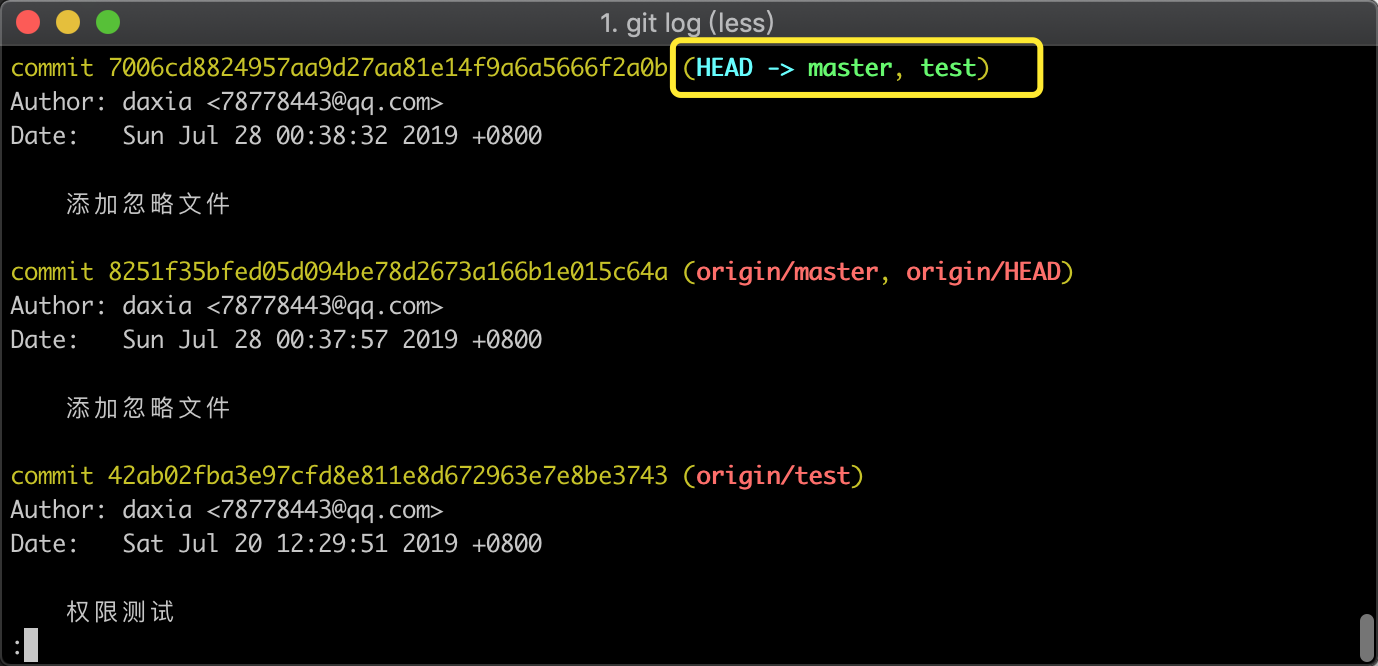 1. git log (less)
commit 7006cd8824957aa9d27aa81e14f9a6a5666f2a0b (HEAD -> master, test)
Author: daxia <78778443@qq.com>
Date:   Sun Jul 28 00:38:32 2019 +0800
添加忽略文件
commit 8251f35bfed05d094be78d2673a166b1e015c64a (origin/master, origin/HEAD)
Author: daxia <78778443@qq.com>
Date:   Sun Jul 28 00:37:57 2019 +0800
添加忽略文件
commit 42ab02fba3e97cfd8e811e8d672963e7e8be3743 (origin/test)
Author: daxia <78778443@qq.com>
Date:   Sat Jul 20 12:29:51 2019 +0800
权限测试
: